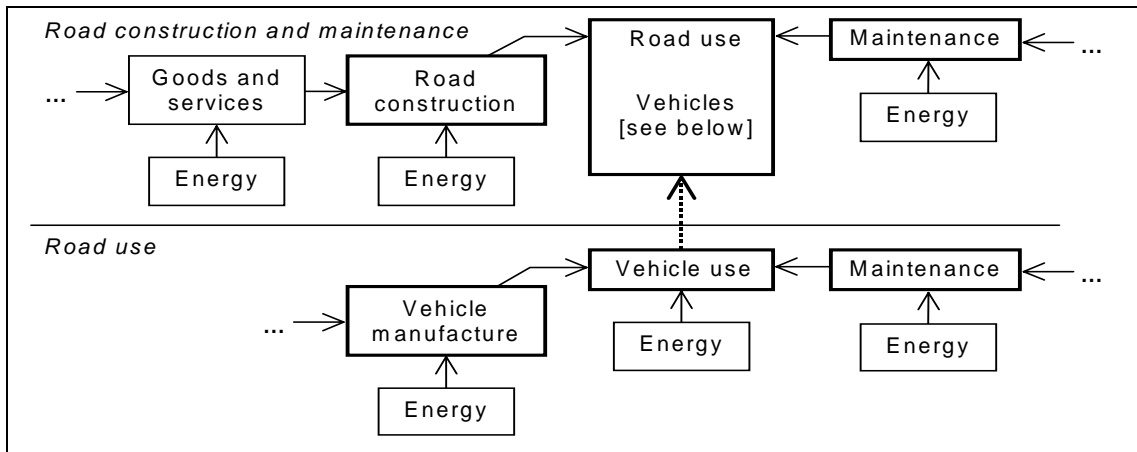 Road construction and maintenance
Road use
Vehicles
[see below]
Maintenance
...
Goods and
services
Road
construction
...
Energy
Energy
Energy
Road use
Vehicle use
Maintenance
...
Vehicle
manufacture
...
Energy
Energy
Energy